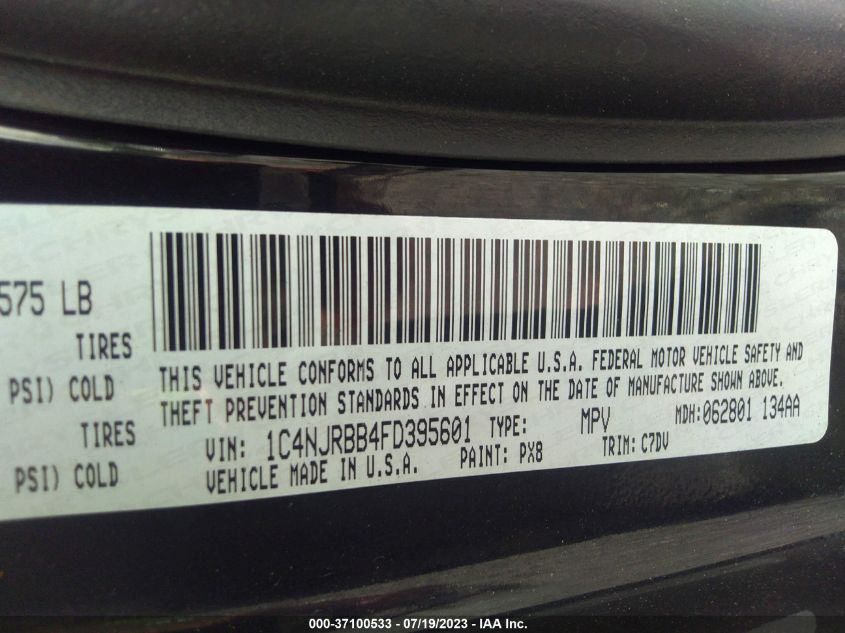 575 LB
TIRES
PSI) COLD
TIRES
PSI) COLD
THIS VEHICLE CONFORMS TO ALL APPLICABLE U.S.A. FEDERAL MOTOR VEHICLE SAFETY AND
THEFT PREVENTION STANDARDS IN EFFECT ON THE DATE OF MANUFACTURE SHOWN ABOVE.
VIN: 1C4NJRBB4FD395601 TYPE: MPV MDH:062801 134AA
VEHICLE MADE IN U.S.A. PAINT: PX8 TRIM: C7DV
000-37100533 - 07/19/2023 - IAA Inc.